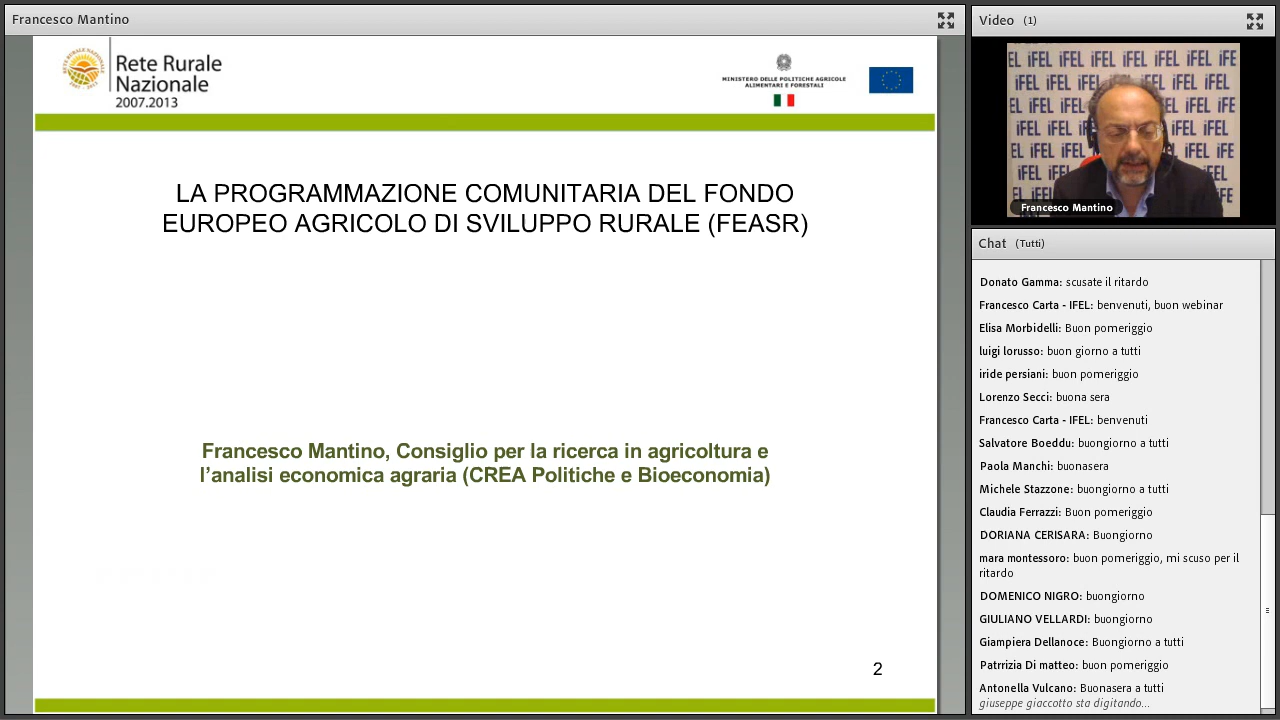 Francesco Mantino
Rete Rurale
Nazionale
2007.2013
MINISTERO DELLE POLITICHE AGRICOLE
ALIMENTARI E FORESTALI
LA PROGRAMMAZIONE COMUNITARIA DEL FONDO
EUROPEO AGRICOLO DI SVILUPPO RURALE (FEASR)
Francesco Mantino, Consiglio per la ricerca in agricoltura e
l’analisi economica agraria (CREA Politiche e Bioeconomia)
2
Video (1)
iFEL iFEL iFEL iFEL
Francesco Mantino
Chat (Tutti)
Donato Gamma: scusate il ritardo
Francesco Carta - IFEL: benvenuti, buon webinar
Elisa Morbidelli: Buon pomeriggio
luigi lorusso: buon giorno a tutti
iride persiani: buon pomeriggio
Lorenzo Secci: buona sera
Francesco Carta - IFEL: benvenuti
Salvatore Boeddu: buongiorno a tutti
Paola Manchi: buonasera
Michele Stazzone: buongiorno a tutti
Claudia Ferrazzi: Buon pomeriggio
DORIANA CERISARA: Buongiorno
mara montessoro: buon pomeriggio, mi scuso per il
ritardo
DOMENICO NIGRO: buongiorno
GIULIANO VELLARDI: buongiorno
Giampiera Dellanoce: Buongiorno a tutti
Patrrizia Di matteo: buon pomeriggio
Antonella Vulcano: Buonasera a tutti
giuseppe giaccotto sta digitando...